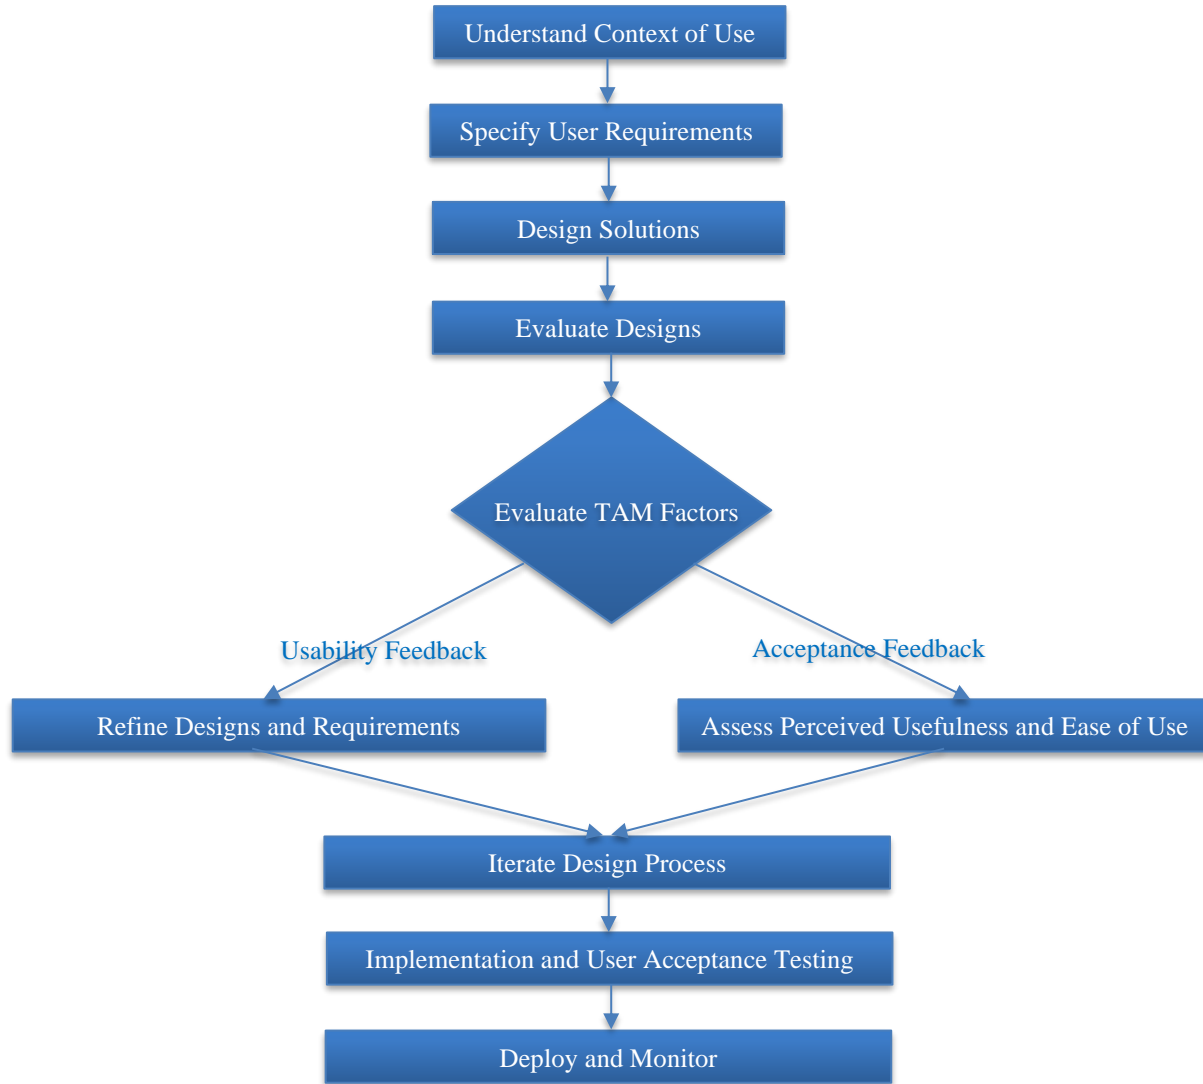 Understand Context of Use
Specify User Requirements
Design Solutions
Evaluate Designs
Evaluate TAM Factors
Usability Feedback
Acceptance Feedback
Refine Designs and Requirements
Assess Perceived Usefulness and Ease of Use
Iterate Design Process
Implementation and User Acceptance Testing
Deploy and Monitor